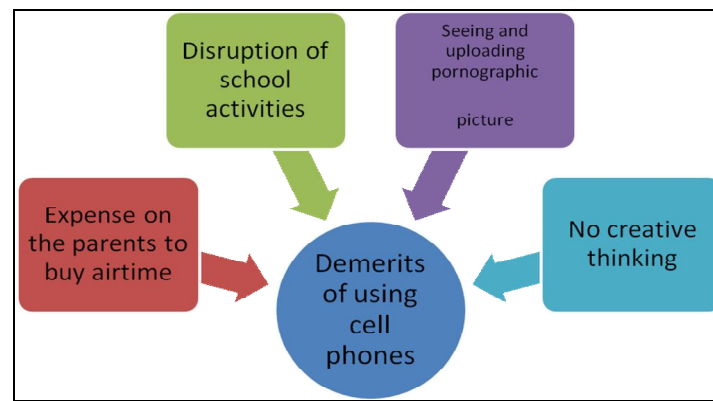 Disruption of
school
activities
Seeing and
uploading
pornographic
picture
Expense on
the parents to
buy airtime
No creative
thinking
Demerits
of using
cell
phones